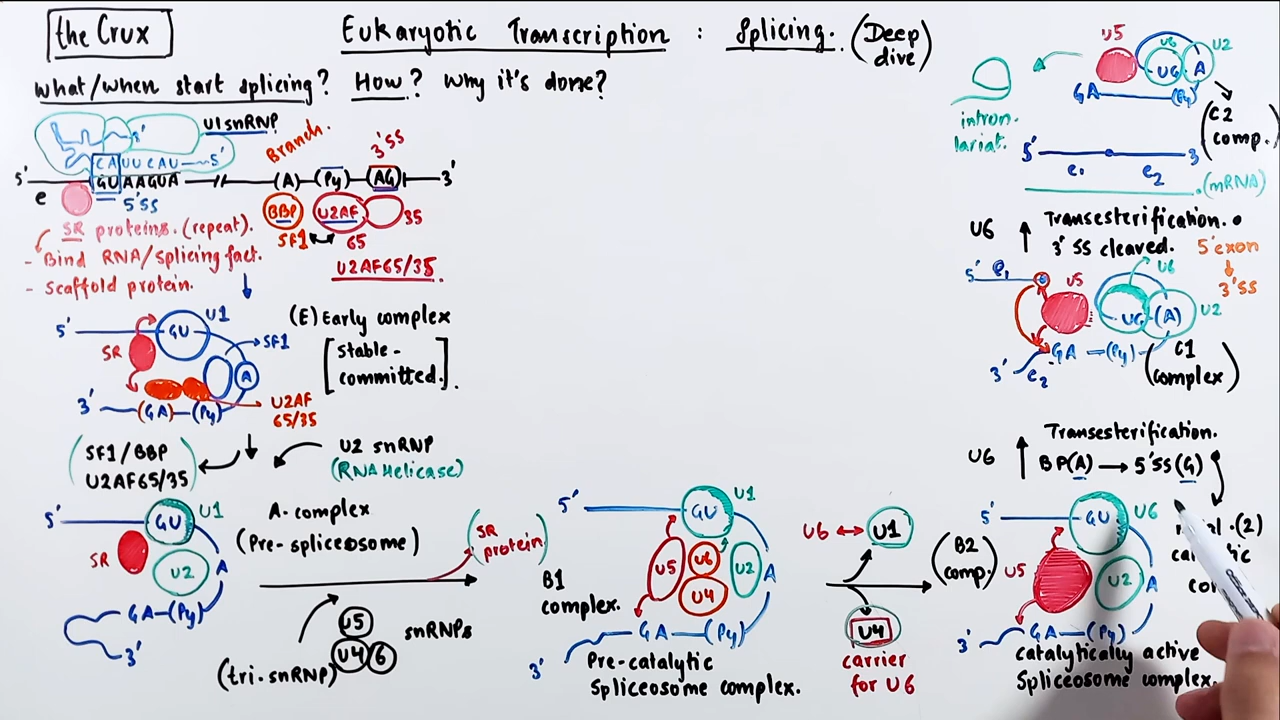 the Crux
Eukaryotic Transcription : Splicing. (Deep dive)
what/when start splicing? How? Why it's done?
U1 snRNP
5'
CAUUCAU 5'
5' GUAAGUA // (A) (Py) AG 3'
Branch.
3'SS
e
5'SS
BBP U2AF 35
SF1 65
U2AF65/35
SR proteins. (repeat).
- Bind RNA/splicing fact.
- Scaffold protein.
5' GU U1
SR
SF1
A
3' (GA) (Py)
U2AF
65/35
(E) Early complex
[Stable-
committed.].
(SF1/BBP
U2AF65/35)
U2 snRNP
(RNA Helicase)
5' GU U1
SR
U2
A
GA-(Py)
3'
A-complex
(Pre-spliceosome)
(SR
protein.)
U5
U4 6
snRNPs
(tri-snRNP)
B1
complex.
5' GU U1
U5 U6 U2 A
U4
GA (Py)
3'
Pre-catalytic
Spliceosome complex.
U6 U1
U4
carrier
for U6
(B2
comp.)
5' GU U6
U5
U2
A
3' GA (Py)
catalytically active
Spliceosome complex.
U6
Transesterification.
BP(A) → 5'SS(G)
.(2)
5' e1
U5
U6
UG (A) U2
GA (Py)
3' e2
(C1
complex)
U6
Transesterification.
3' SS cleaved.
5'exon
3'SS
5' 3
e1 e2
(mRNA)
U5
U6 U2
UG A
GA (Py)
(C2
comp.)
intron
lariat.